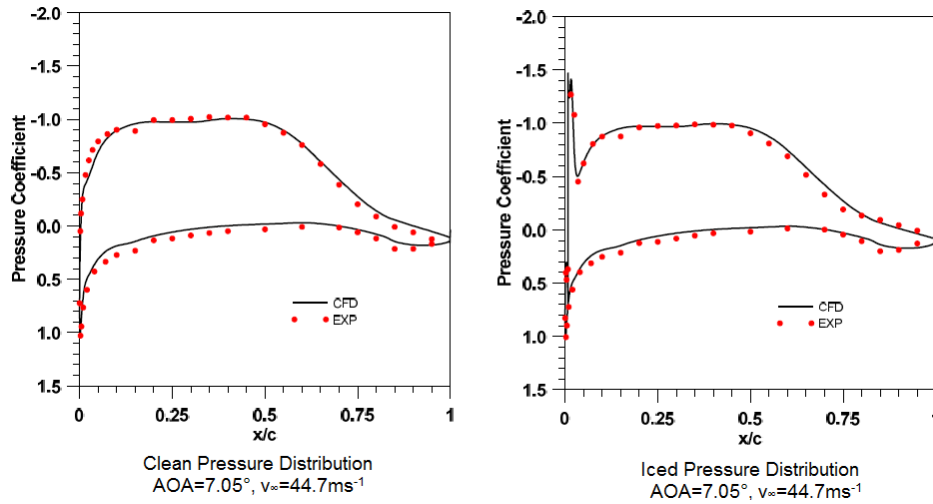 -2.0
-1.5
-1.0
-0.5
0.0
0.5
1.0
1.5
Pressure Coefficient
CFD
EXP
0 0.25 0.5 0.75 1
x/c
Clean Pressure Distribution
AOA=7.05°, v∞=44.7ms⁻¹
-2.0
-1.5
-1.0
-0.5
0.0
0.5
1.0
1.5
Pressure Coefficient
CFD
EXP
0 0.25 0.5 0.75
x/c
Iced Pressure Distribution
AOA=7.05°, v∞=44.7ms⁻¹